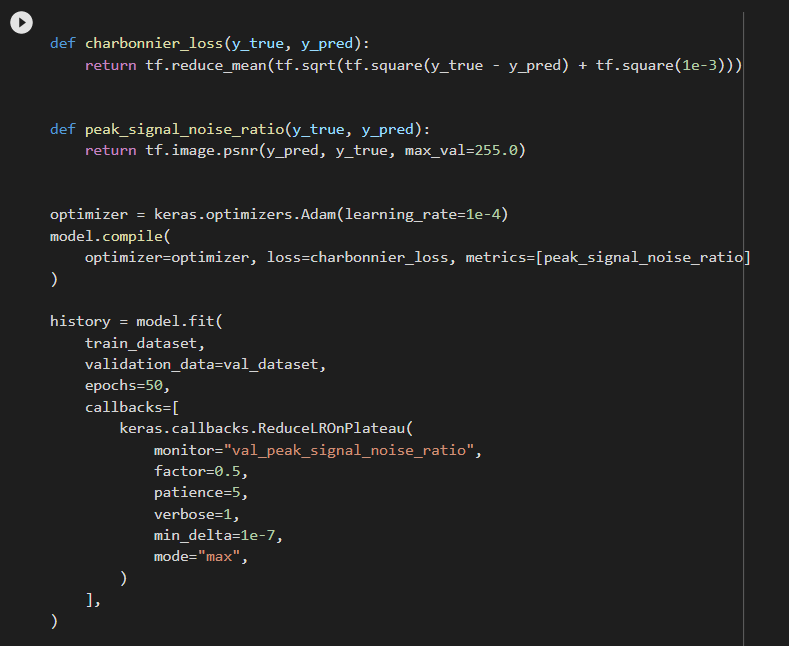 def charbonnier_loss(y_true, y_pred):
    return tf.reduce_mean(tf.sqrt(tf.square(y_true - y_pred) + tf.square(1e-3)))
def peak_signal_noise_ratio(y_true, y_pred):
    return tf.image.psnr(y_pred, y_true, max_val=255.0)
optimizer = keras.optimizers.Adam(learning_rate=1e-4)
model.compile(
    optimizer=optimizer, loss=charbonnier_loss, metrics=[peak_signal_noise_ratio]
)
history = model.fit(
    train_dataset,
    validation_data=val_dataset,
    epochs=50,
    callbacks=[
        keras.callbacks.ReduceLROnPlateau(
            monitor="val_peak_signal_noise_ratio",
            factor=0.5,
            patience=5,
            verbose=1,
            min_delta=1e-7,
            mode="max",
        )
    ],
)